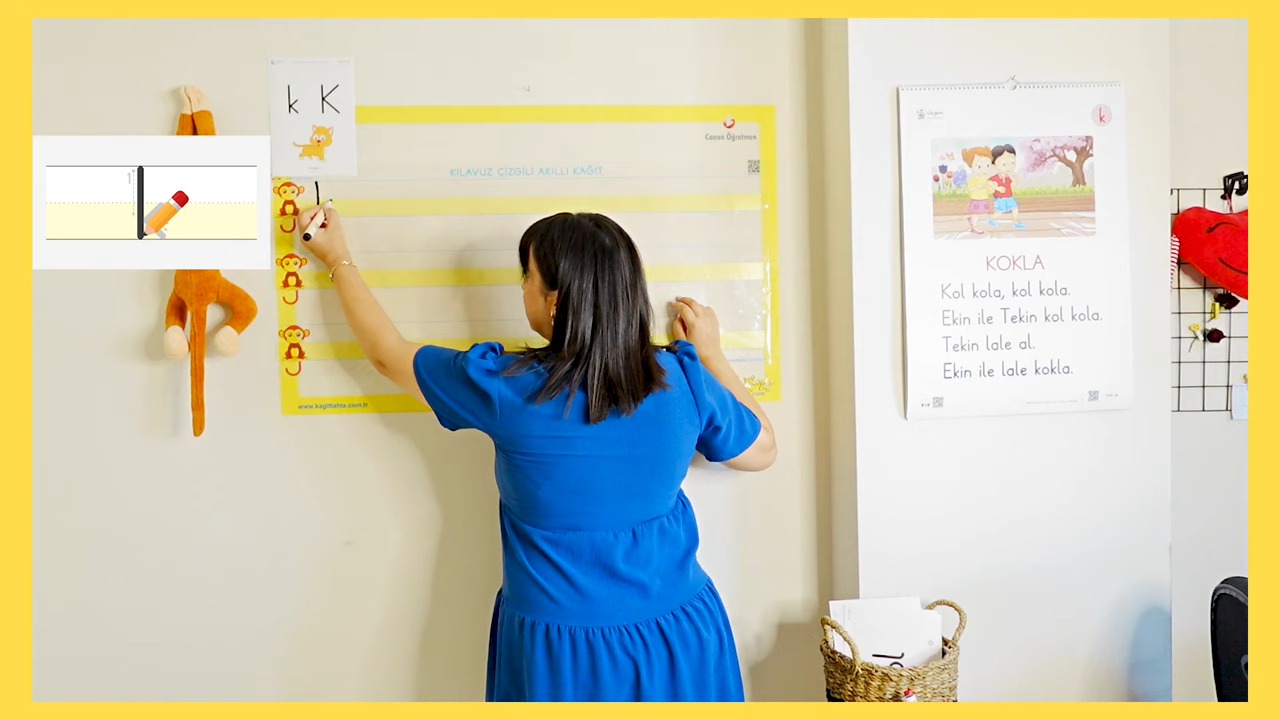 k K
Canan Öğretmen
KILAVUZ ÇİZGİLİ AKILLI KAĞIT
www.kagittahta.com.tr
k
KOKLA
Kol kola, kol kola.
Ekin ile Tekin kol kola.
Tekin lale al.
Ekin ile lale kokla.